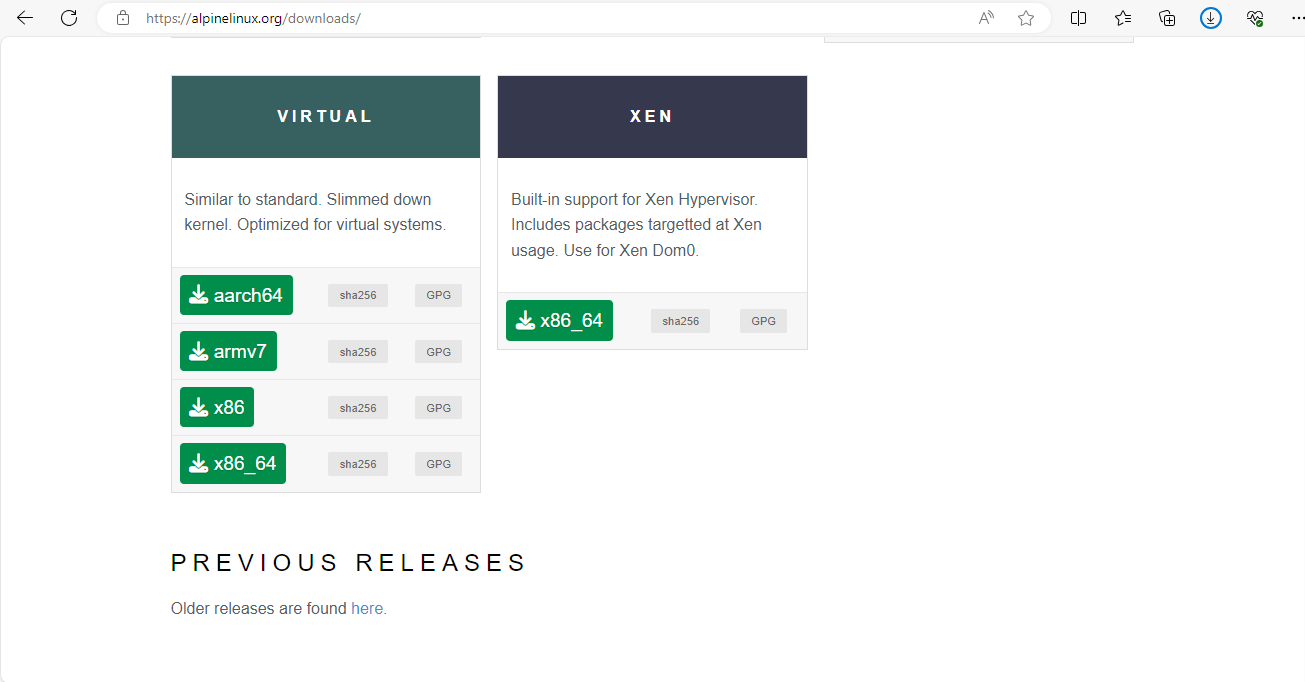 https://alpinelinux.org/downloads/
VIRTUAL
Similar to standard. Slimmed down
kernel. Optimized for virtual systems.
aarch64 sha256 GPG
armv7 sha256 GPG
x86 sha256 GPG
x86_64 sha256 GPG
XEN
Built-in support for Xen Hypervisor.
Includes packages targetted at Xen
usage. Use for Xen Dom0.
x86_64 sha256 GPG
PREVIOUS RELEASES
Older releases are found here.